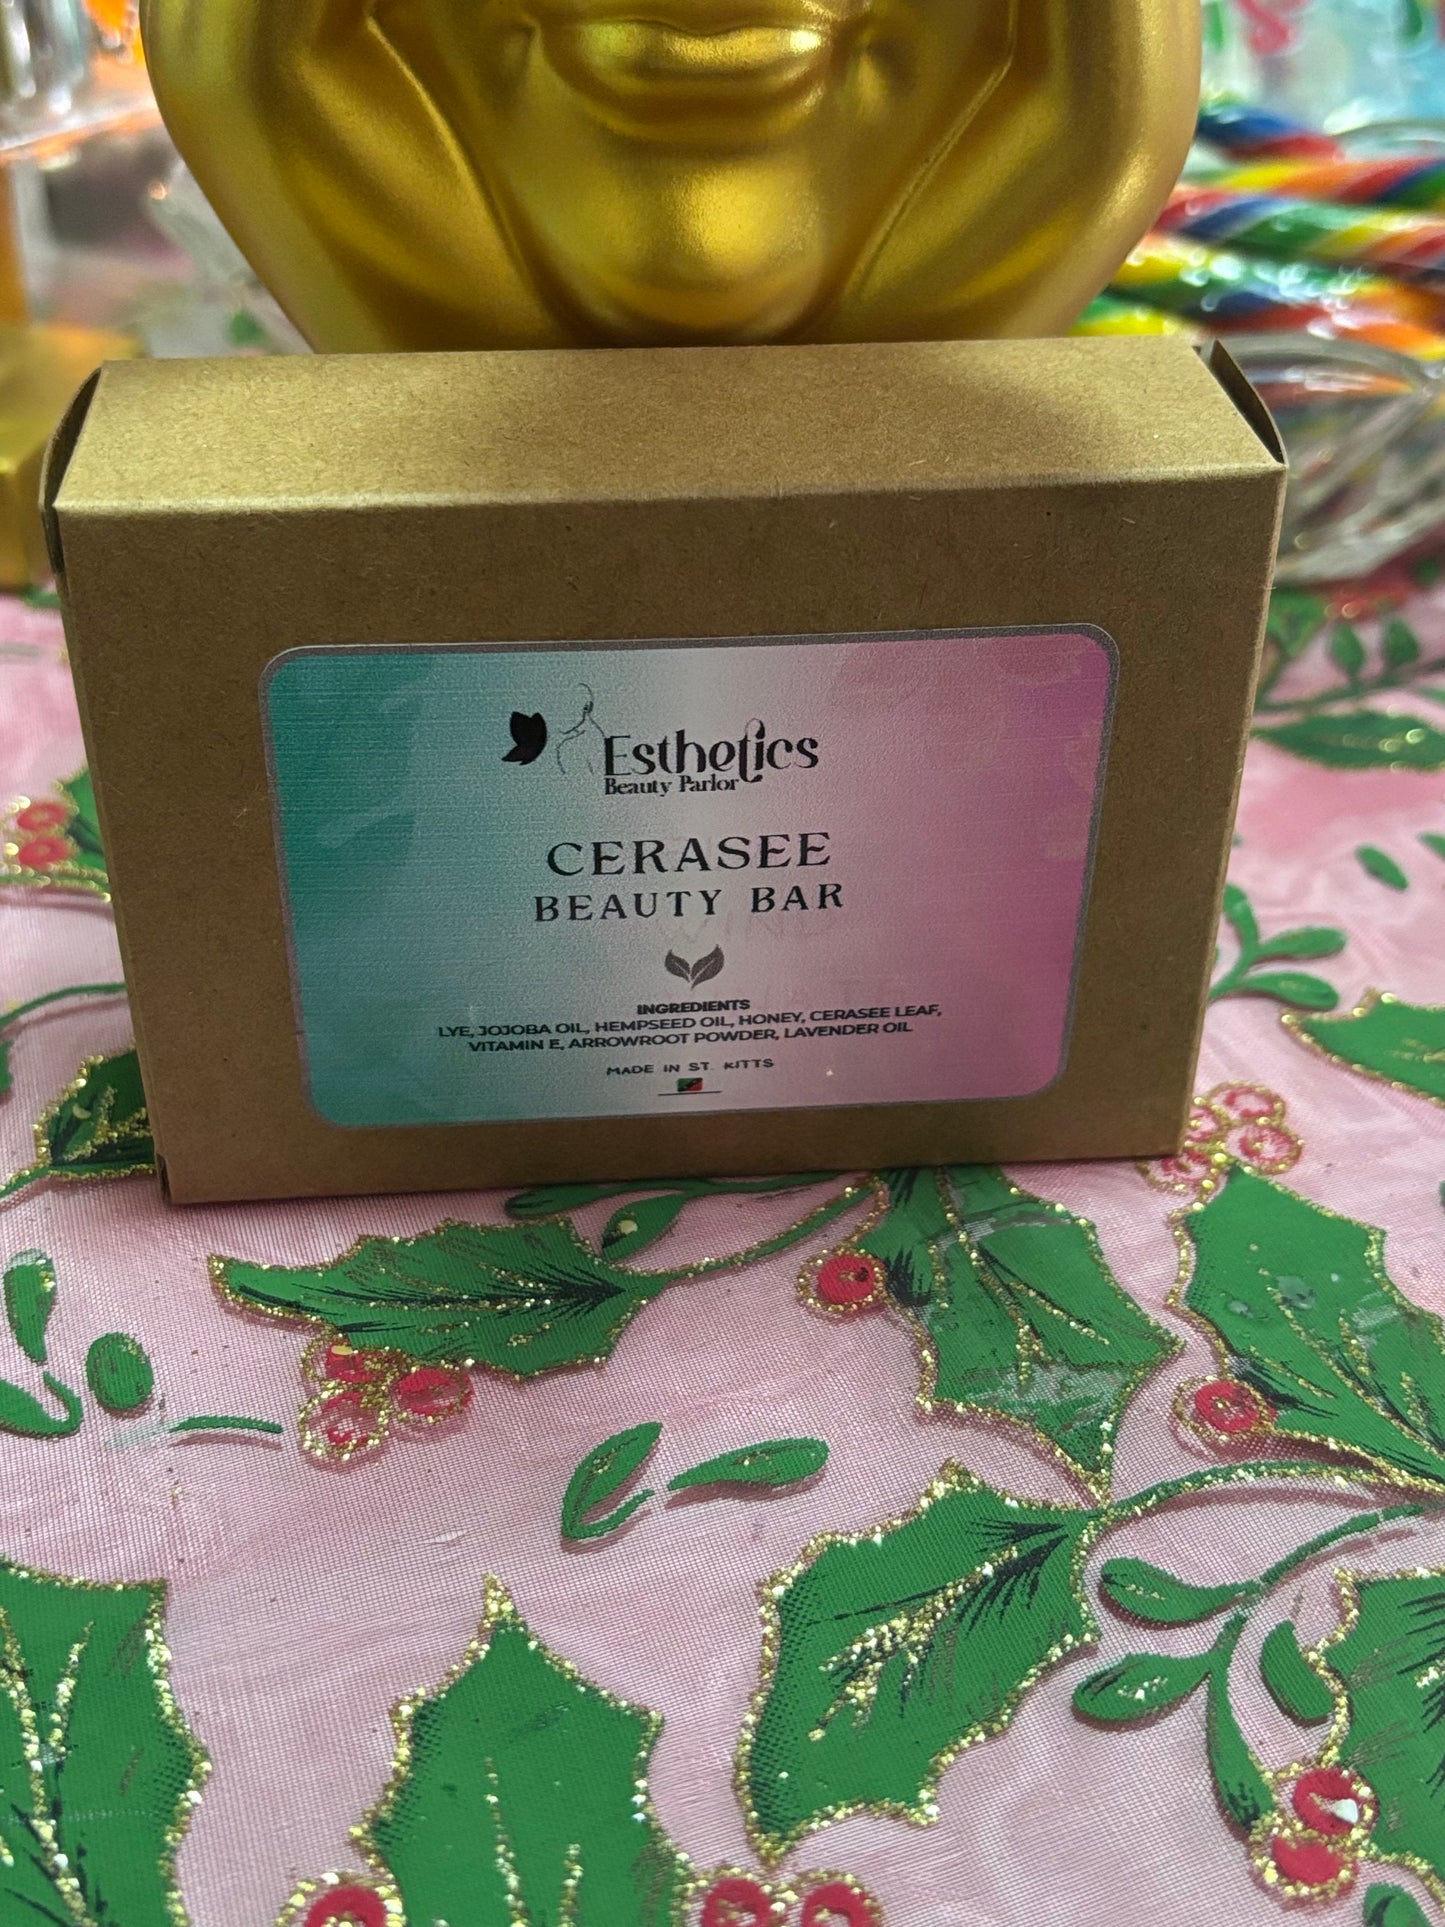 Esthetics
Beauty Parlor
CERASEE
BEAUTY BAR
INGREDIENTS
LYE, JOJOBA OIL, HEMPSEED OIL, HONEY, CERASEE LEAF,
VITAMIN E, ARROWROOT POWDER, LAVENDER OIL
MADE IN ST. KITTS